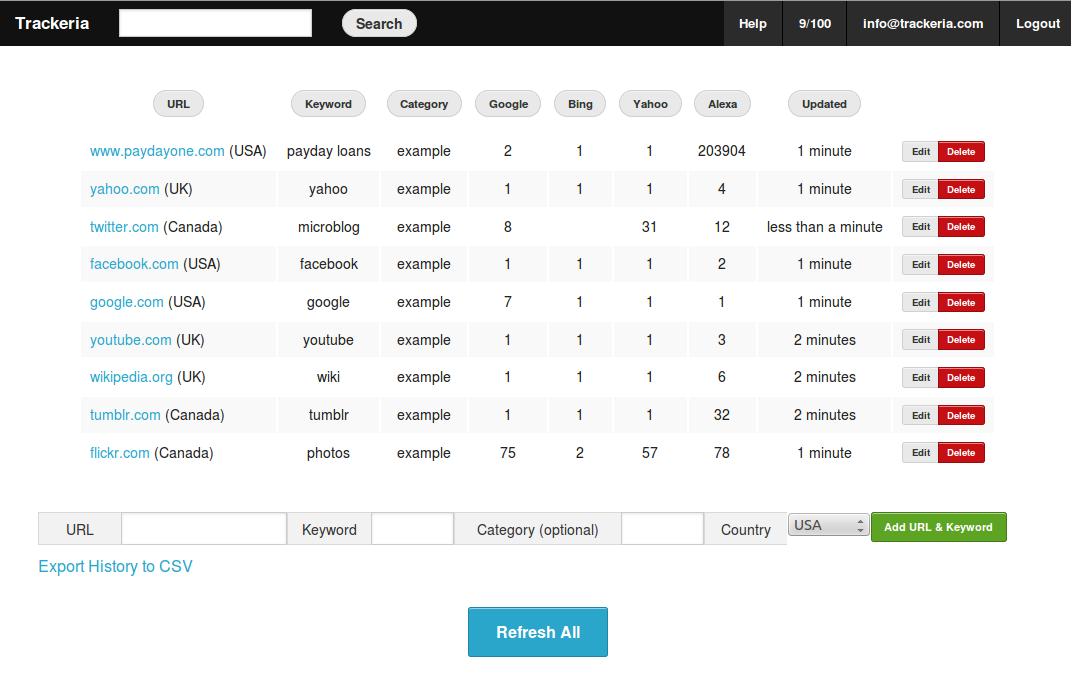 Trackeria Search Help 9/100 info@trackeria.com Logout
URL Keyword Category Google Bing Yahoo Alexa Updated
www.paydayone.com (USA) payday loans example 2 1 1 203904 1 minute Edit Delete
yahoo.com (UK) yahoo example 1 1 1 4 1 minute Edit Delete
twitter.com (Canada) microblog example 8 31 12 less than a minute Edit Delete
facebook.com (USA) facebook example 1 1 1 2 1 minute Edit Delete
google.com (USA) google example 7 1 1 1 1 minute Edit Delete
youtube.com (UK) youtube example 1 1 1 3 2 minutes Edit Delete
wikipedia.org (UK) wiki example 1 1 1 6 2 minutes Edit Delete
tumblr.com (Canada) tumblr example 1 1 1 32 2 minutes Edit Delete
flickr.com (Canada) photos example 75 2 57 78 1 minute Edit Delete
URL Keyword Category (optional) Country USA Add URL & Keyword
Export History to CSV
Refresh All